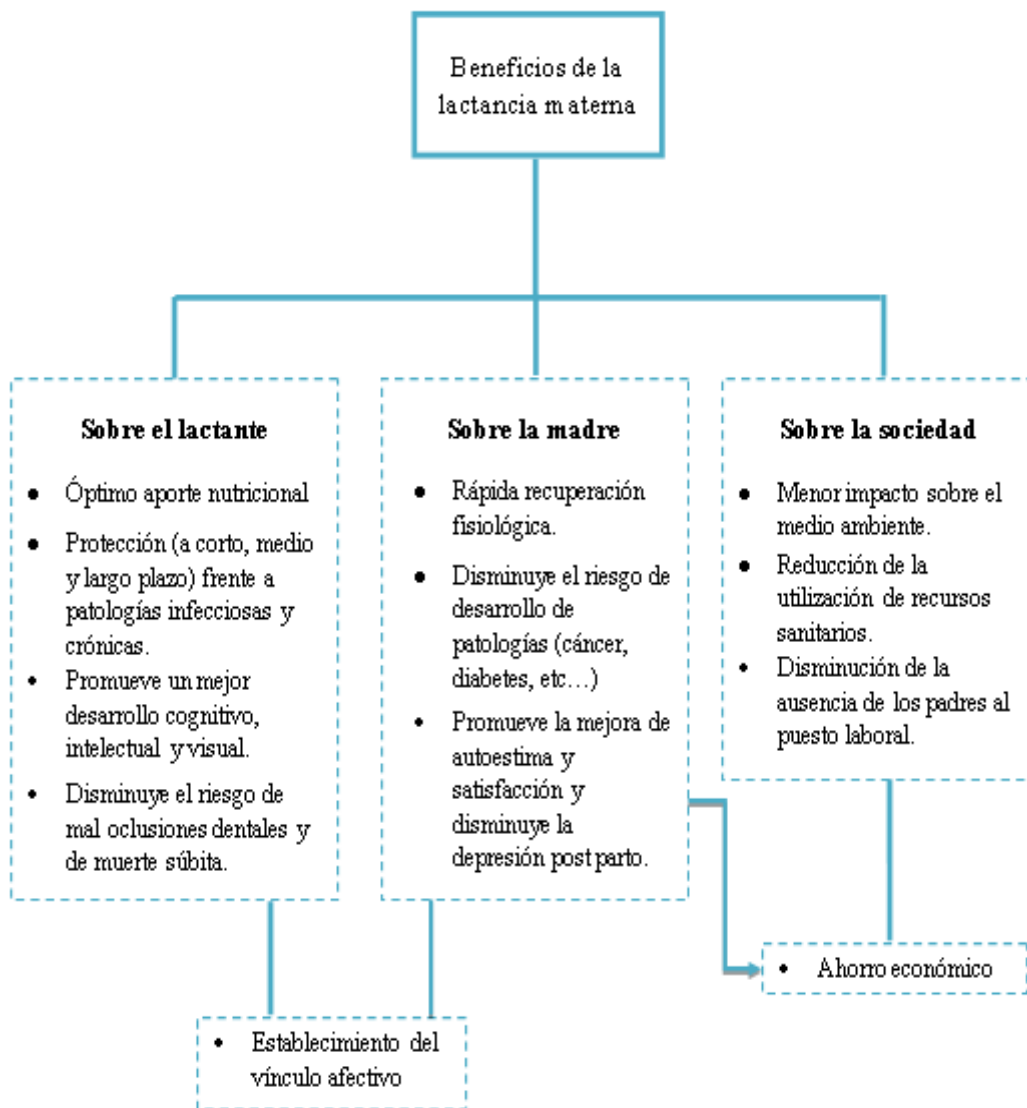 Beneficios de la
lactancia materna
Sobre el lactante
● Óptimo aporte nutricional
● Protección (a corto, medio
y largo plazo) frente a
patologías infecciosas y
crónicas.
• Promueve un mejor
desarrollo cognitivo,
intelectual y visual.
• Disminuye el riesgo de
mal oclusiones dentales y
de muerte súbita.
Sobre la madre
● Rápida recuperación
fisiológica.
● Disminuye el riesgo de
desarrollo de
patologías (cáncer,
diabetes, etc...)
• Promueve la mejora de
autoestima y
satisfacción y
disminuye la
depresión post parto.
Sobre la sociedad
● Menor impacto sobre el
medio ambiente.
● Reducción de la
utilización de recursos
sanitarios.
• Disminución de la
ausencia de los padres al
puesto laboral.
• Ahorro económico
• Establecimiento del
vínculo afectivo